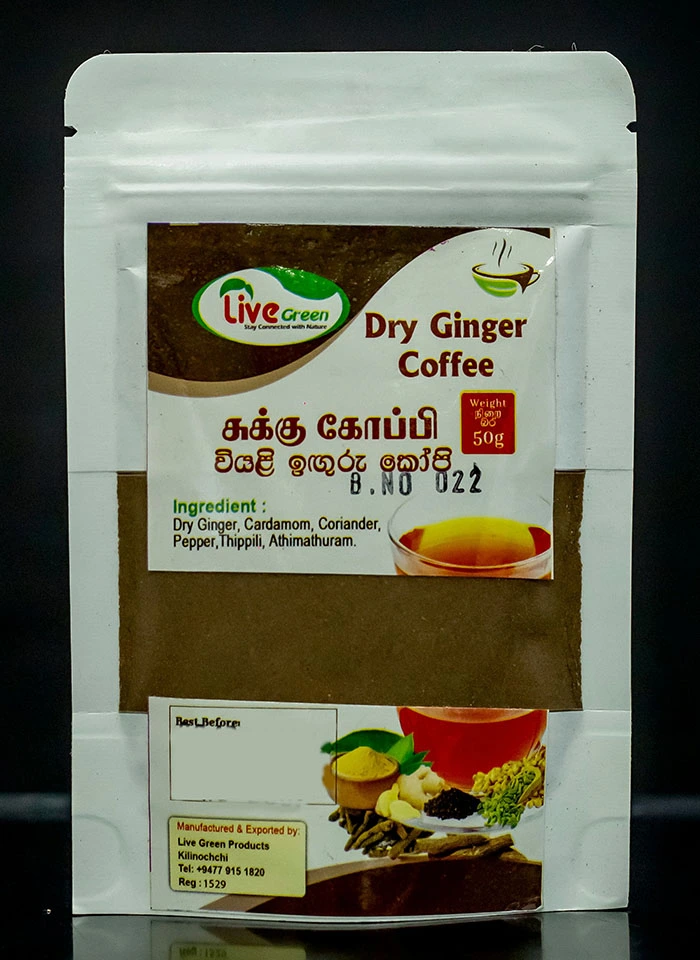 Live Green
Stay Connected with Nature
Dry Ginger
Coffee
Weight
நிறை
බර
50g
சுக்கு கோப்பி
වියළි ඉඟුරු කෝපි
B.NO 022
Ingredient :
Dry Ginger, Cardamom, Coriander,
Pepper,Thippili, Athimathuram.
Best Before:
Manufactured & Exported by:
Live Green Products
Kilinochchi
Tel: +9477 915 1820
Reg : 1529